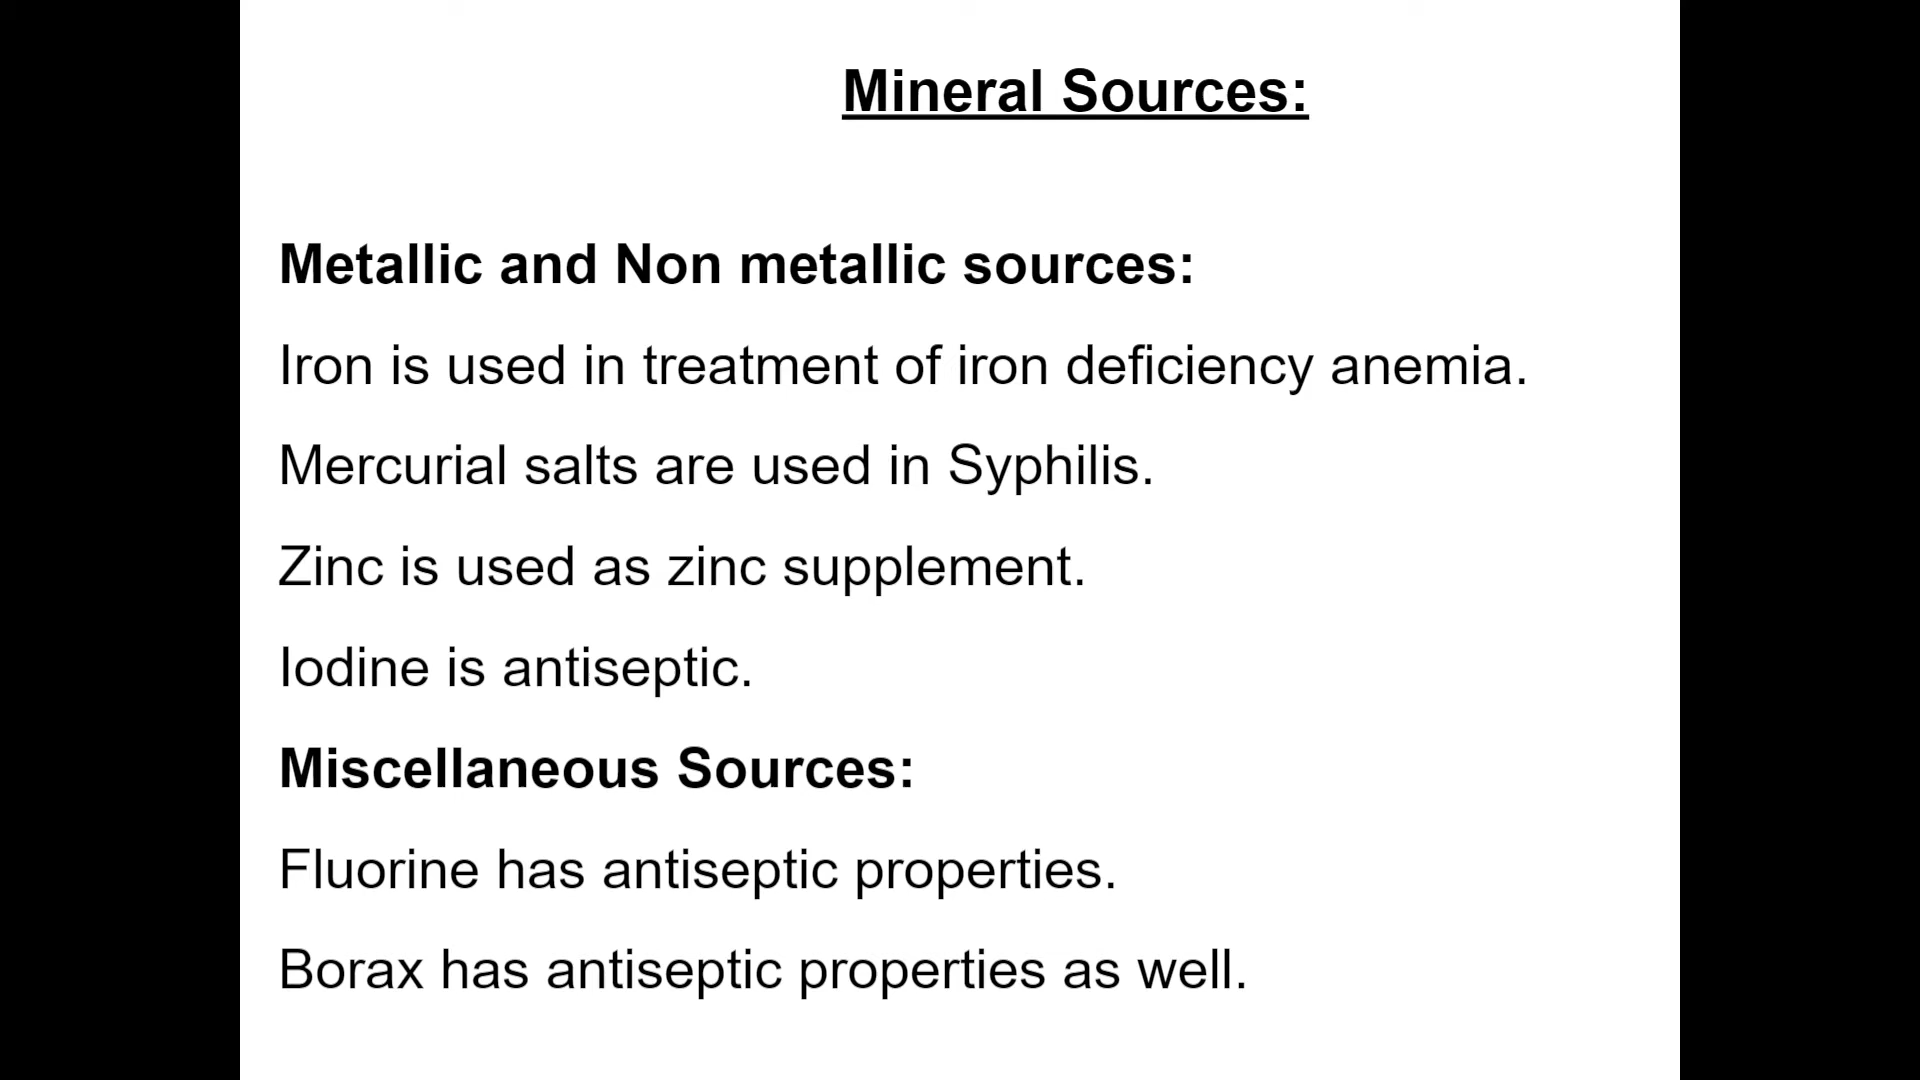 Mineral Sources:
Metallic and Non metallic sources:
Iron is used in treatment of iron deficiency anemia.
Mercurial salts are used in Syphilis.
Zinc is used as zinc supplement.
Iodine is antiseptic.
Miscellaneous Sources:
Fluorine has antiseptic properties.
Borax has antiseptic properties as well.